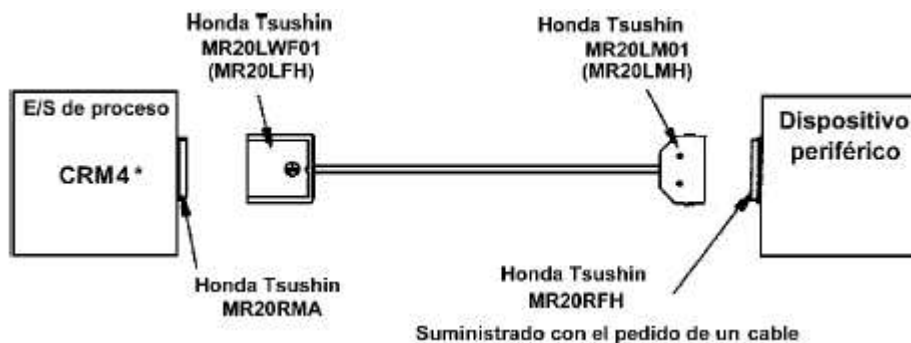 Honda Tsushin
MR20LWF01
(MR20LFH)
Honda Tsushin
MR20LM01
(MR20LMH)
E/S de proceso
CRM4*
Dispositivo
periférico
Honda Tsushin
MR20RMA
Honda Tsushin
MR20RFH
Suministrado con el pedido de un cable